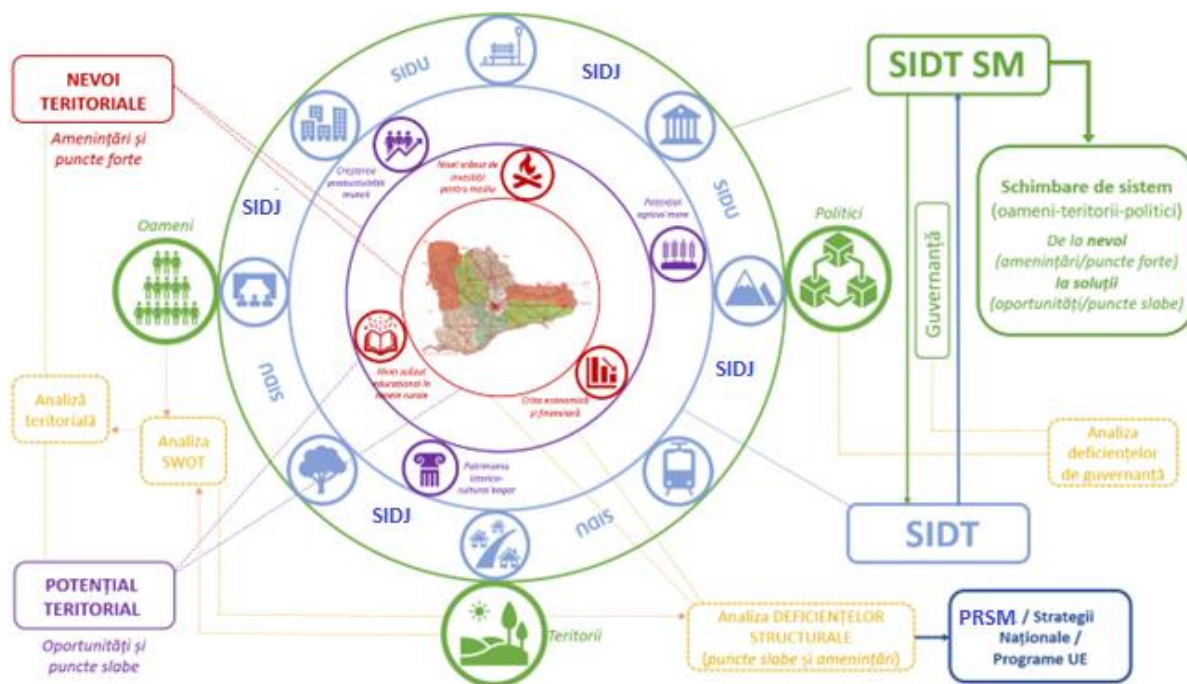 NEVOI
TERITORIALE
Amenințări și
puncte forte
Oameni
Analiză
teritorială
Analiza
SWOT
POTENȚIAL
TERITORIAL
Oportunități și
puncte slabe
SIDU
SIDJ
SIDU
SIDJ
SIDU
SIDJ
SIDU
SIDJ
Creșterea
productivității
muncii
Nivel scăzut de
investiții
pentru mediu
Potențial
agricol mare
Nivel scăzut
educațional în
zonele rurale
Criza economică
și financiară
Patrimoniu
istorico-
cultural bogat
Politici
Teritorii
SIDT SM
Guvernanță
Schimbare de sistem
(oameni-teritorii-politici)
De la nevoi
(amenințări/puncte forte)
la soluții
(oportunități/puncte slabe)
Analiza
deficiențelor
de guvernanță
SIDT
Analiza DEFICIENȚELOR
STRUCTURALE
(puncte slabe și amenințări)
PRSM / Strategii
Naționale /
Programe UE